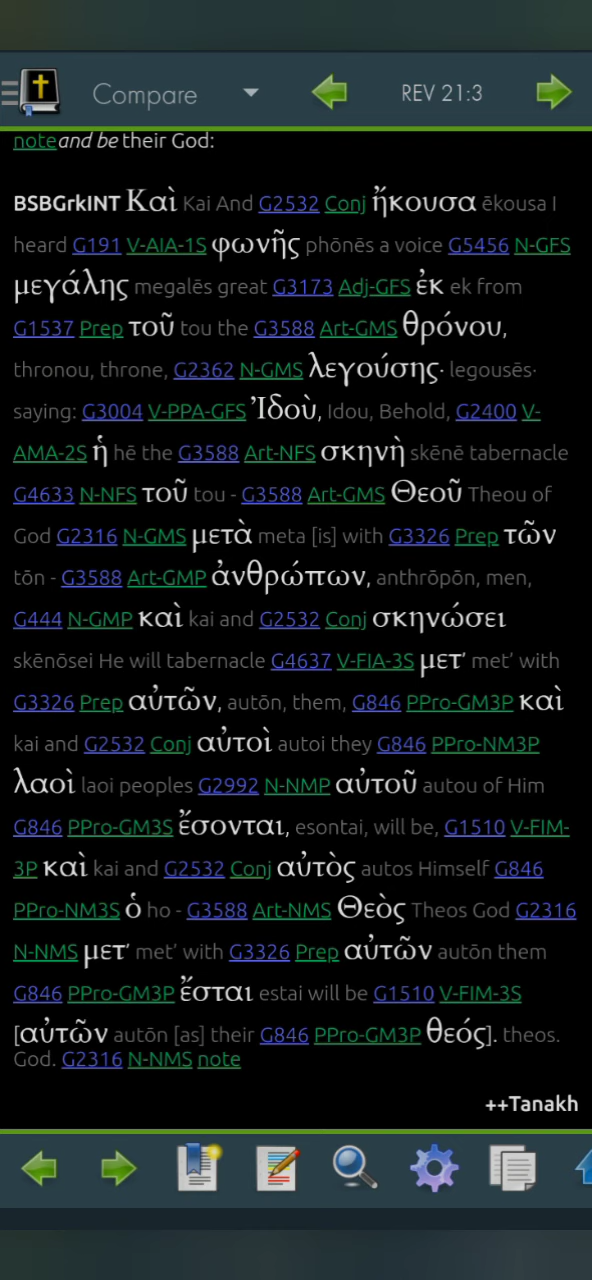 Compare
REV 21:3
noteand be their God:
BSBGrkINT Καὶ Kai And G2532 Conj ἤκουσα ēkousa I
heard G191 V-AIA-1S φωνῆς phōnēs a voice G5456 N-GFS
μεγάλης megalēs great G3173 Adj-GFS ἐκ ek from
G1537 Prep τοῦ tou the G3588 Art-GMS θρόνου,
thronou, throne, G2362 N-GMS λεγούσης· legousēs·
saying: G3004 V-PPA-GFS Ἰδοὺ, Idou, Behold, G2400 V-
AMA-2S ἡ hē the G3588 Art-NFS σκηνὴ skēnē tabernacle
G4633 N-NFS τοῦ tou - G3588 Art-GMS Θεοῦ Theou of
God G2316 N-GMS μετὰ meta [is] with G3326 Prep τῶν
tōn - G3588 Art-GMP ἀνθρώπων, anthrōpōn, men,
G444 N-GMP καὶ kai and G2532 Conj σκηνώσει
skēnōsei He will tabernacle G4637 V-FIA-3S μετ’ met’ with
G3326 Prep αὐτῶν, autōn, them, G846 PPro-GM3P καὶ
kai and G2532 Conj αὐτοὶ autoi they G846 PPro-NM3P
λαοὶ laoi peoples G2992 N-NMP αὐτοῦ autou of Him
G846 PPro-GM3S ἔσονται, esontai, will be, G1510 V-FIM-
3P καὶ kai and G2532 Conj αὐτὸς autos Himself G846
PPro-NM3S ὁ ho - G3588 Art-NMS Θεὸς Theos God G2316
N-NMS μετ’ met’ with G3326 Prep αὐτῶν autōn them
G846 PPro-GM3P ἔσται estai will be G1510 V-FIM-3S
[αὐτῶν autōn [as] their G846 PPro-GM3P θεός]. theos.
God. G2316 N-NMS note
++Tanakh